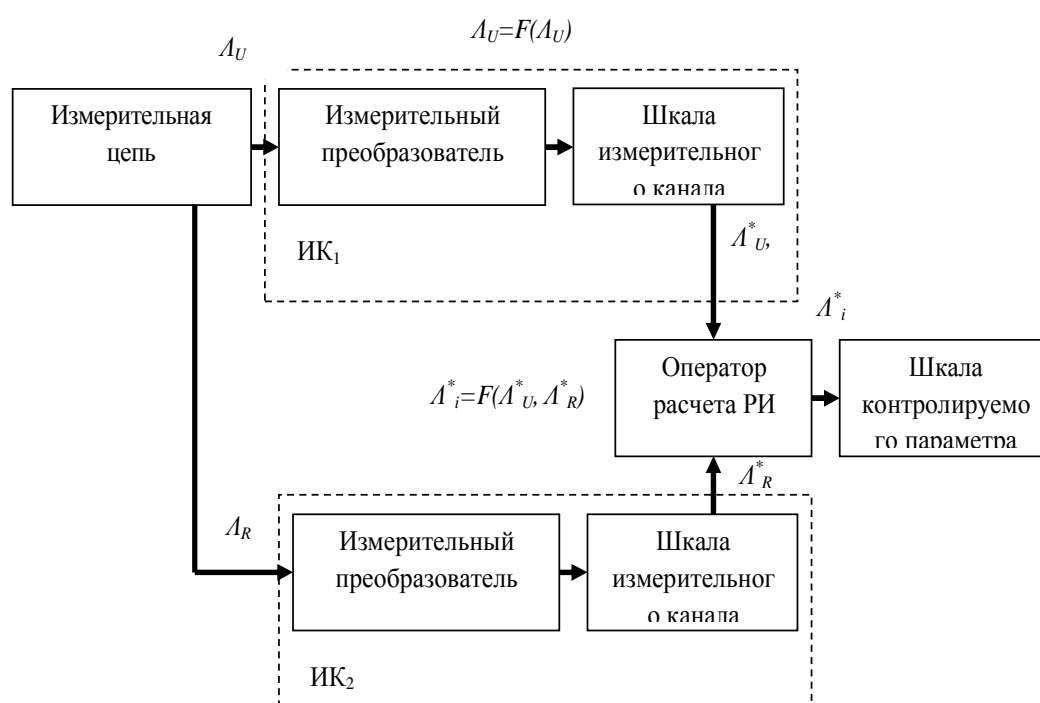 Λ_U=F(Λ_U)
Λ_U
Измерительная
цепь
Измерительный
преобразователь
Шкала
измерительног
о канала
ИК₁
Λ*_U,
Λ*_i
Λ*_i=F(Λ*_U, Λ*_R)
Оператор
расчета РИ
Шкала
контролируемо
го параметра
Λ*_R
Λ_R
Измерительный
преобразователь
Шкала
измерительног
о канала
ИК₂